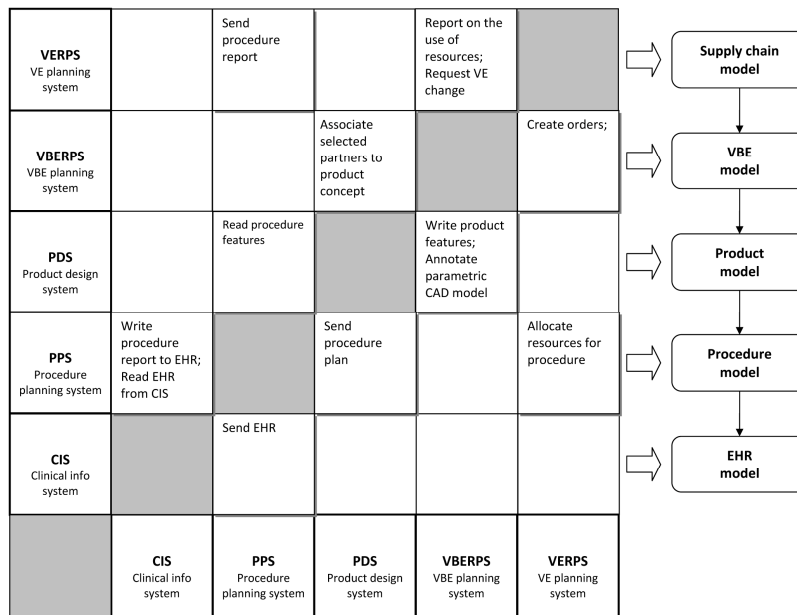 VERPS
VE planning
system
Send
procedure
report
Report on the
use of
resources;
Request VE
change
Supply chain
model
VBERPS
VBE planning
system
Associate
selected
partners to
product
concept
Create orders;
VBE
model
PDS
Product design
system
Read procedure
features
Write product
features;
Annotate
parametric
CAD model
Product
model
PPS
Procedure
planning system
Write
procedure
report to EHR;
Read EHR
from CIS
Send
procedure
plan
Allocate
resources for
procedure
Procedure
model
CIS
Clinical info
system
Send EHR
EHR
model
CIS
Clinical info
system
PPS
Procedure
planning system
PDS
Product design
system
VBERPS
VBE planning
system
VERPS
VE planning
system